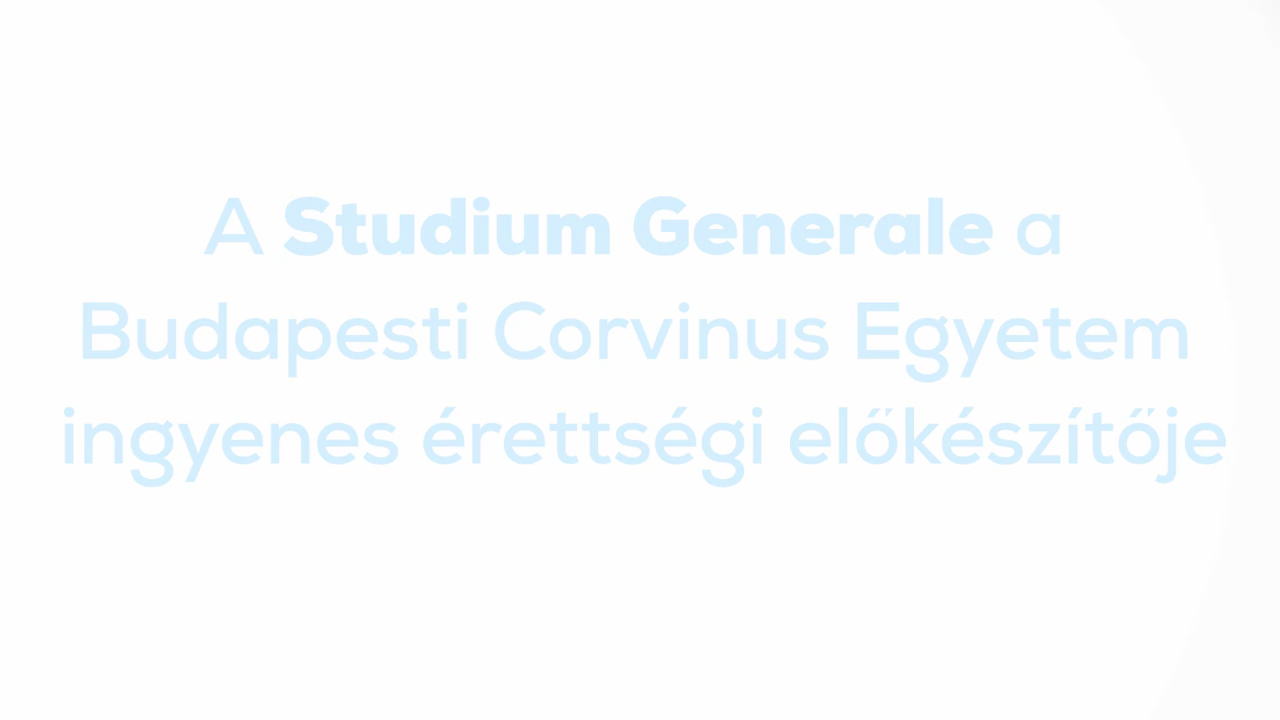 A Studium Generale a
Budapesti Corvinus Egyetem
ingyenes érettségi előkészítője